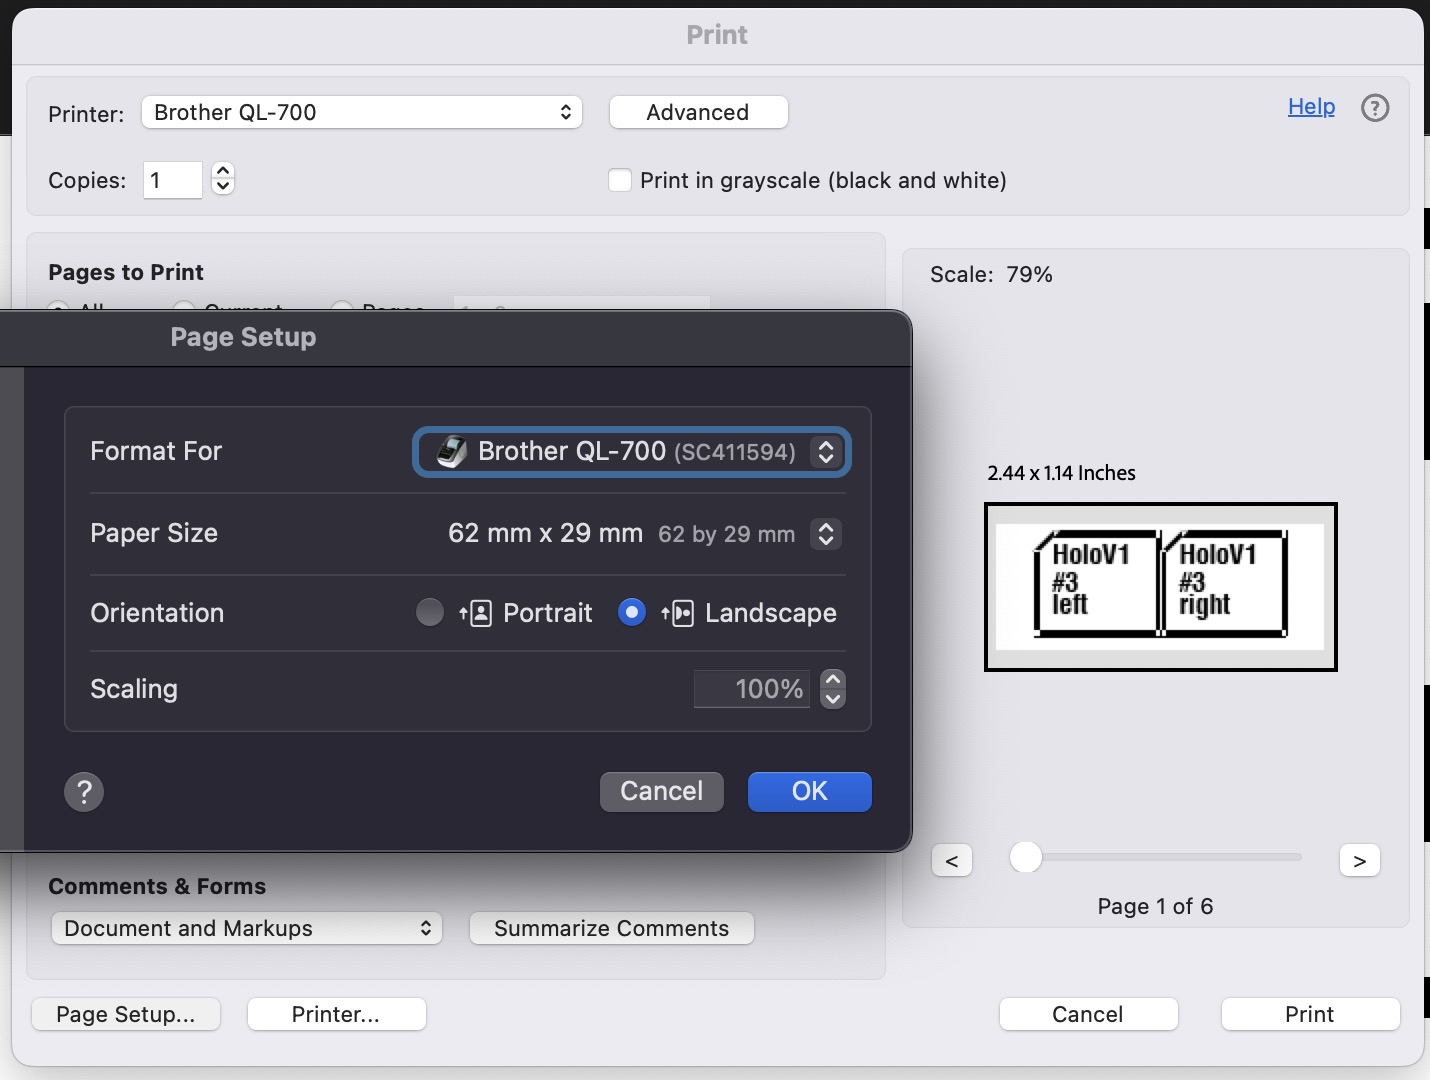 Print
Printer: Brother QL-700 Advanced Help ?
Copies: 1 Print in grayscale (black and white)
Pages to Print
All Current Pages
Scale: 79%
Page Setup
Format For Brother QL-700 (SC411594)
Paper Size 62 mm x 29 mm 62 by 29 mm
Orientation Portrait Landscape
Scaling 100%
? Cancel OK
2.44 x 1.14 Inches
HoloV1
#3
left
HoloV1
#3
right
< >
Page 1 of 6
Comments & Forms
Document and Markups Summarize Comments
Page Setup... Printer... Cancel Print